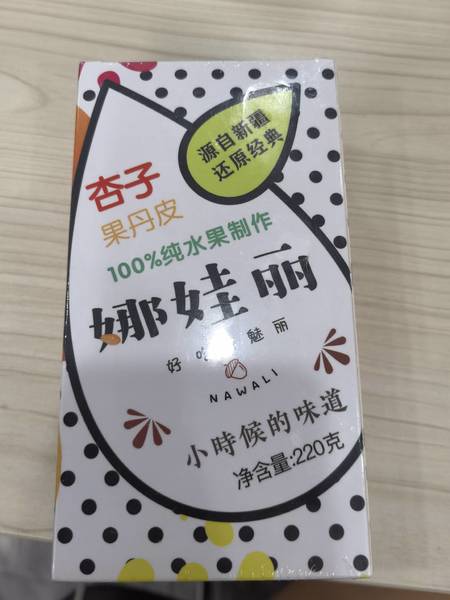 源自新疆
还原经典
杏子
果丹皮
100%纯水果制作
娜娃丽
好吃 魅丽
NAWALI
小時候的味道
净含量:220克